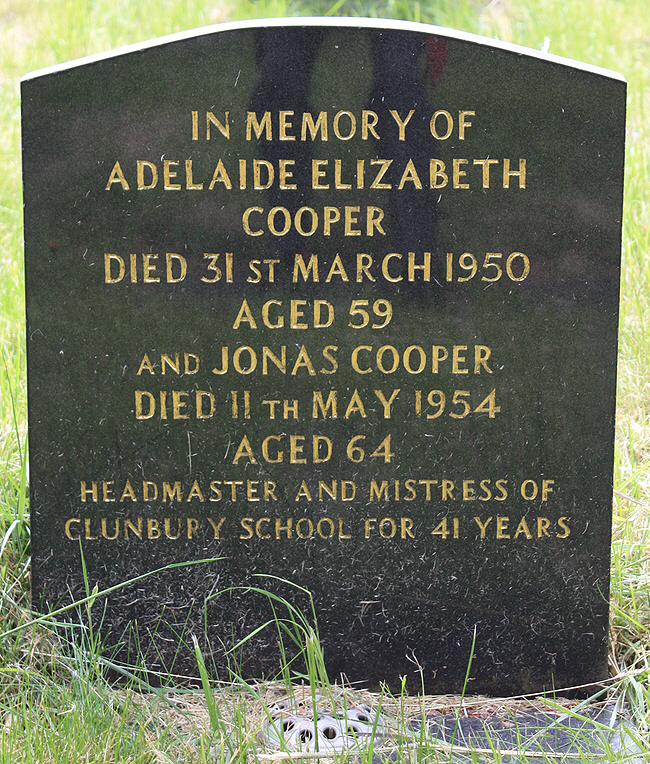 IN MEMORY OF
ADELAIDE ELIZABETH
COOPER
DIED 31 ST MARCH 1950
AGED 59
AND JONAS COOPER
DIED 11 TH MAY 1954
AGED 64
HEADMASTER AND MISTRESS OF
CLUNBURY SCHOOL FOR 41 YEARS